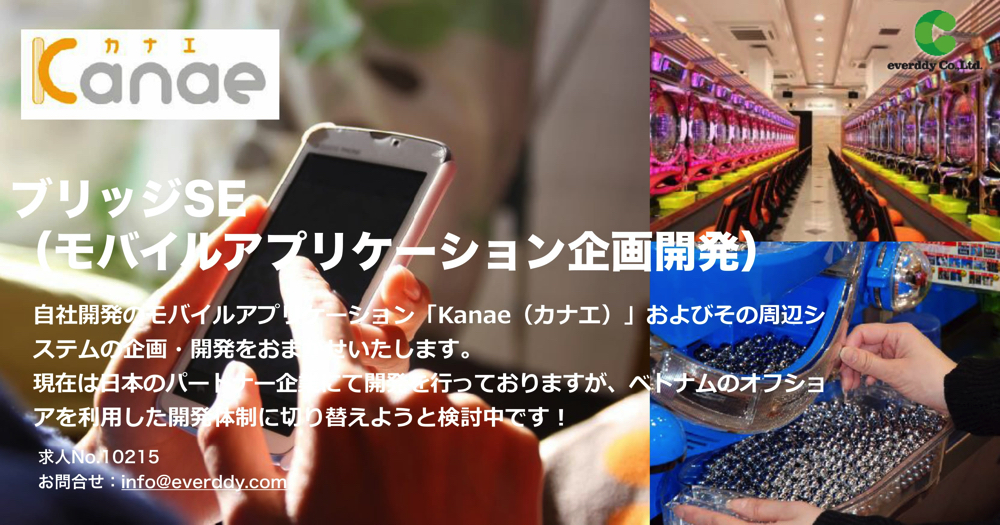 カナエ
Kanae
everddy Co.,Ltd.
ブリッジSE
（モバイルアプリケーション企画開発）
自社開発のモバイルアプリケーション「Kanae（カナエ）」およびその周辺シ
ステムの企画・開発をおまかせいたします。
現在は日本のパートナー企業にて開発を行っておりますが、ベトナムのオフショ
アを利用した開発体制に切り替えようと検討中です！
求人No.10215
お問合せ：info@everddy.com